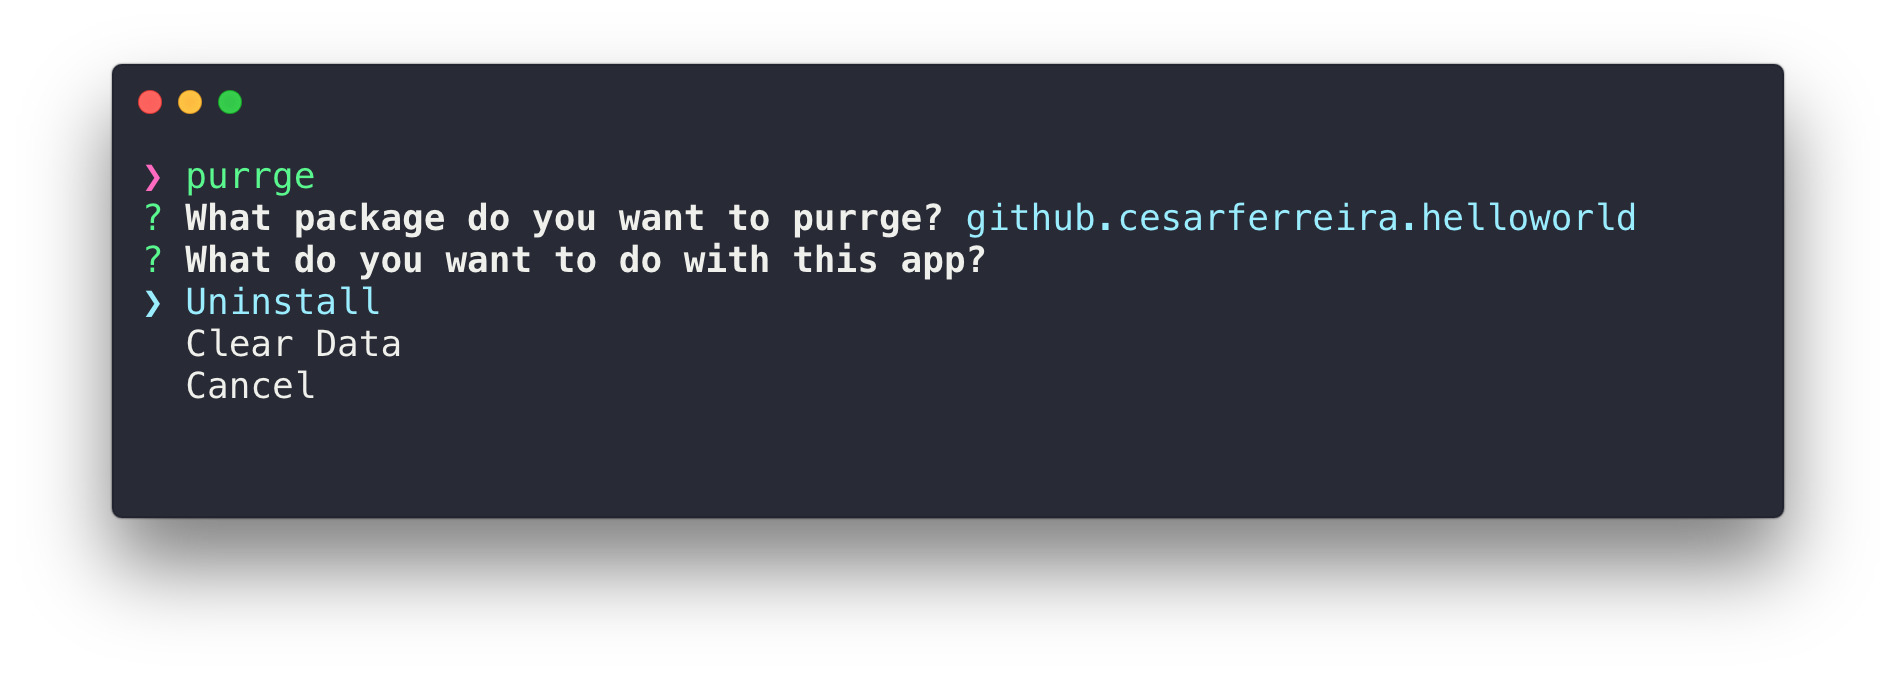 ❯ purrge
? What package do you want to purrge? github.cesarferreira.helloworld
? What do you want to do with this app?
❯ Uninstall
Clear Data
Cancel